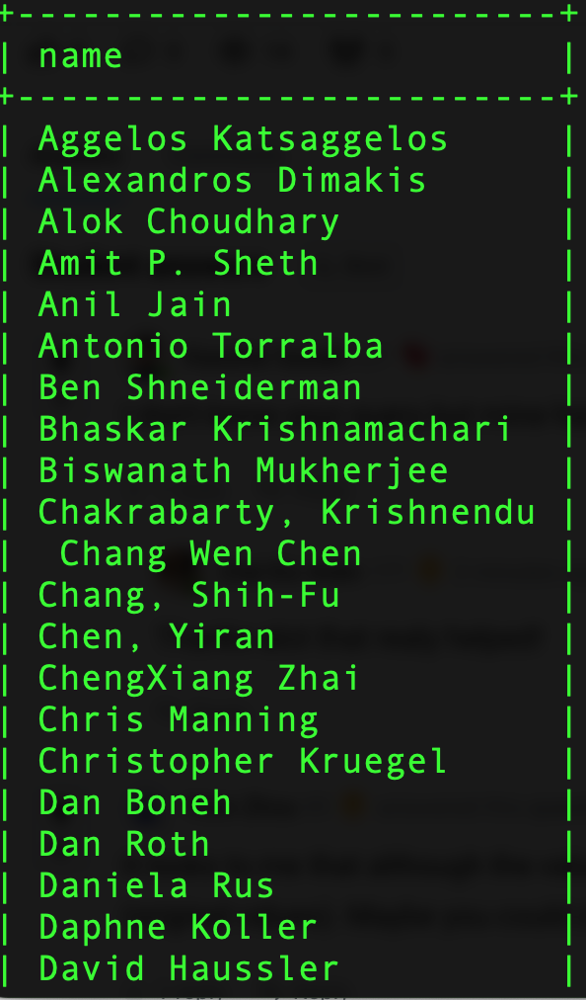 +-------------------------+
| name |
+-------------------------+
| Aggelos Katsaggelos |
| Alexandros Dimakis |
| Alok Choudhary |
| Amit P. Sheth |
| Anil Jain |
| Antonio Torralba |
| Ben Shneiderman |
| Bhaskar Krishnamachari |
| Biswanath Mukherjee |
| Chakrabarty, Krishnendu |
|  Chang Wen Chen |
| Chang, Shih-Fu |
| Chen, Yiran |
| ChengXiang Zhai |
| Chris Manning |
| Christopher Kruegel |
| Dan Boneh |
| Dan Roth |
| Daniela Rus |
| Daphne Koller |
| David Haussler |